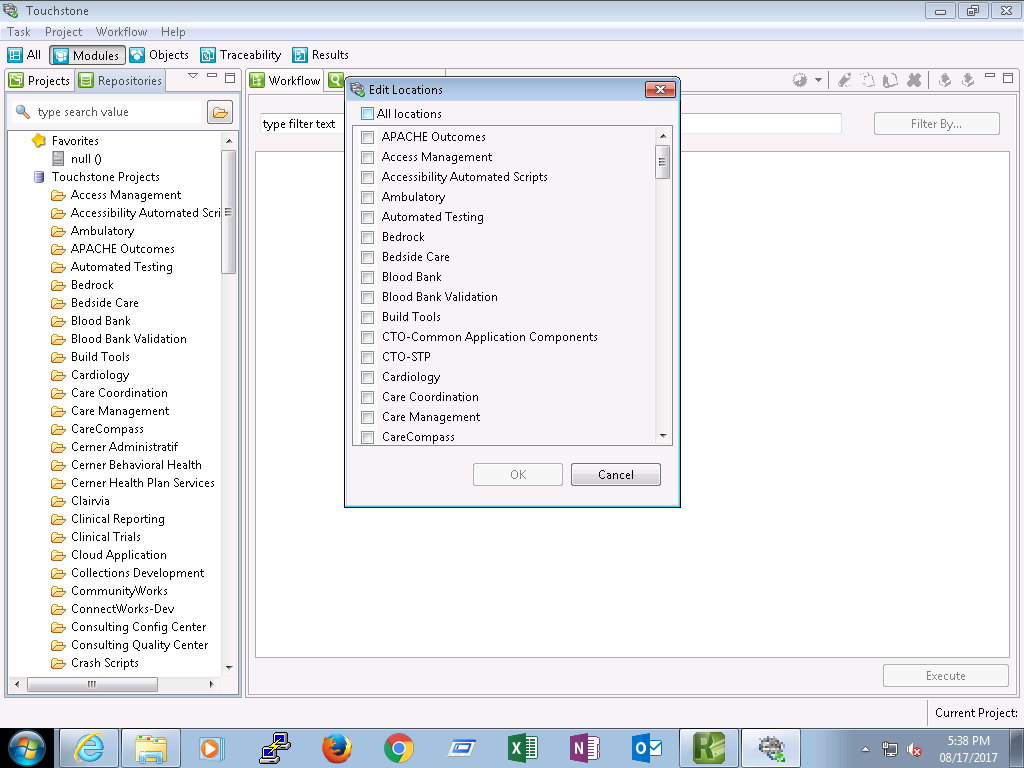 Touchstone
Task Project Workflow Help
All Modules Objects Traceability Results
Projects Repositories
type search value
Favorites
null ()
Touchstone Projects
Access Management
Accessibility Automated Scri
Ambulatory
APACHE Outcomes
Automated Testing
Bedrock
Bedside Care
Blood Bank
Blood Bank Validation
Build Tools
Cardiology
Care Coordination
Care Management
CareCompass
Cerner Administratif
Cerner Behavioral Health
Cerner Health Plan Services
Clairvia
Clinical Reporting
Clinical Trials
Cloud Application
Collections Development
CommunityWorks
ConnectWorks-Dev
Consulting Config Center
Consulting Quality Center
Crash Scripts
Workflow
type filter text
Filter By...
Edit Locations
All locations
APACHE Outcomes
Access Management
Accessibility Automated Scripts
Ambulatory
Automated Testing
Bedrock
Bedside Care
Blood Bank
Blood Bank Validation
Build Tools
CTO-Common Application Components
CTO-STP
Cardiology
Care Coordination
Care Management
CareCompass
OK Cancel
Execute
Current Project:
5:38 PM
08/17/2017